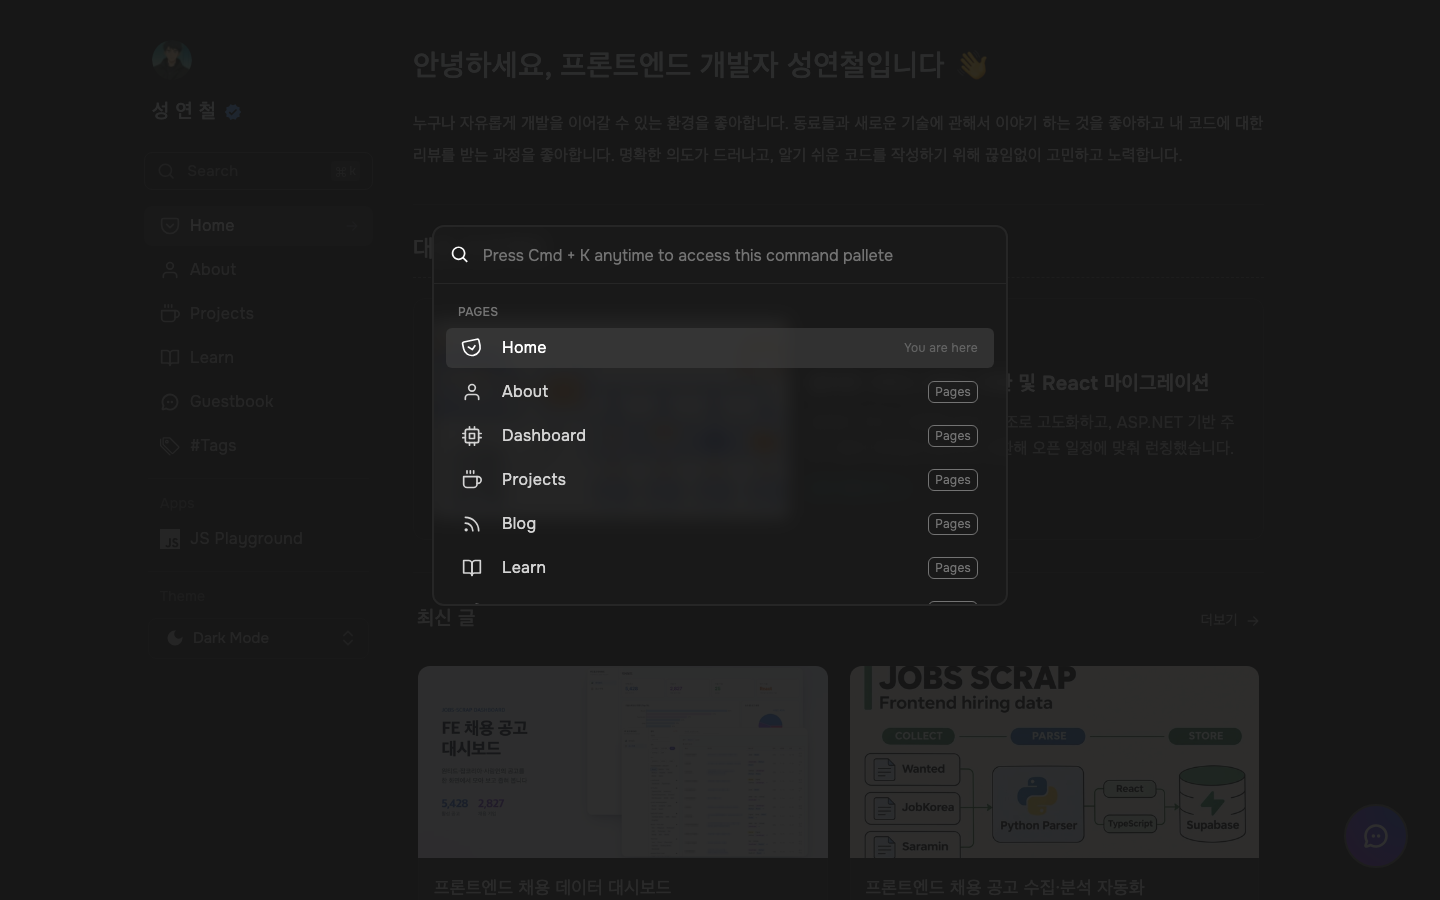 안녕하세요, 프론트엔드 개발자 성연철입니다 👋
성 연 철
누구나 자유롭게 개발을 이어갈 수 있는 환경을 좋아합니다. 동료들과 새로운 기술에 관해서 이야기 하는 것을 좋아하고 내 코드에 대한
리뷰를 받는 과정을 좋아합니다. 명확한 의도가 드러나고, 알기 쉬운 코드를 작성하기 위해 끊임없이 고민하고 노력합니다.
Search ⌘K
Home
About
Projects
Learn
Guestbook
#Tags
Apps
JS Playground
Theme
Dark Mode
대
Press Cmd + K anytime to access this command pallete
PAGES
Home You are here
About Pages
Dashboard Pages
Projects Pages
Blog Pages
Learn Pages
및 React 마이그레이션
조로 고도화하고, ASP.NET 기반 주
해 오픈 일정에 맞춰 런칭했습니다.
최신 글
더보기 →
FE 채용 공고
대시보드
5,428 2,827
JOBS SCRAP
Frontend hiring data
COLLECT PARSE STORE
Wanted
JobKorea
Saramin
Python Parser
React
TypeScript
Supabase
프론트엔드 채용 데이터 대시보드
프론트엔드 채용 공고 수집·분석 자동화